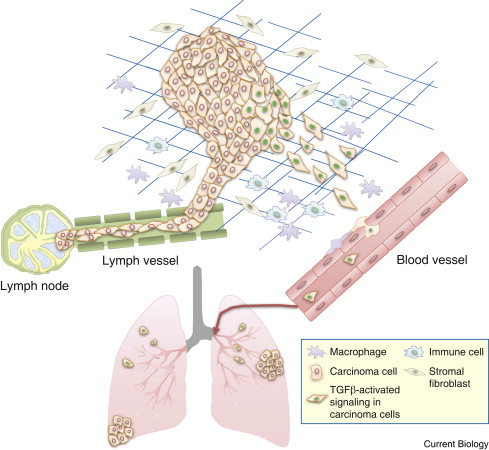 Lymph vessel
Lymph node
Blood vessel
Macrophage
Immune cell
Carcinoma cell
Stromal
fibroblast
TGFβ-activated
signaling in
carcinoma cells
Current Biology